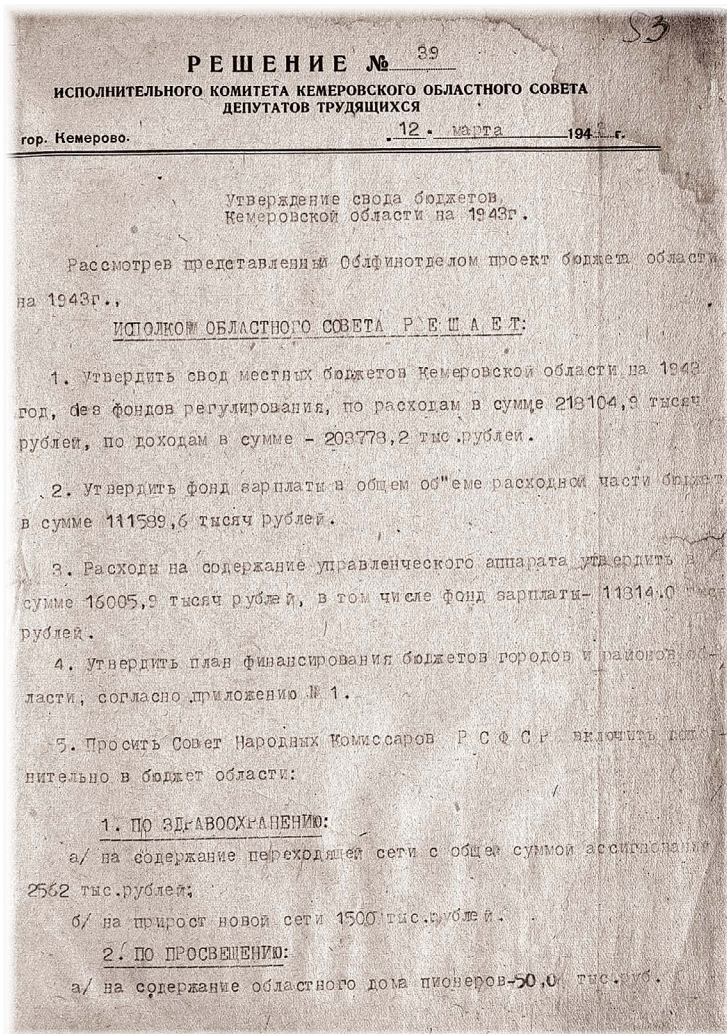 53
РЕШЕНИЕ № 39
ИСПОЛНИТЕЛЬНОГО КОМИТЕТА КЕМЕРОВСКОГО ОБЛАСТНОГО СОВЕТА
ДЕПУТАТОВ ТРУДЯЩИХСЯ
гор. Кемерово. 12 марта 194 г.
Утверждение свода бюджетов
Кемеровской области на 1943г.
Рассмотрев представленный Облфинотделом проект бюджета области
на 1943г.,
ИСПОЛКОМ ОБЛАСТНОГО СОВЕТА Р Е Ш А Е Т:
1. Утвердить свод местных бюджетов Кемеровской области на 1943
год, без фондов регулирования, по расходам в сумме 218104,9 тысяч
рублей, по доходам в сумме - 203778,2 тыс.рублей.
2. Утвердить фонд зарплаты в общем об"еме расходной части бюджет
в сумме 111589,6 тысяч рублей.
3. Расходы на содержание управленческого аппарата утвердить в
сумме 16005,9 тысяч рублей, в том числе фонд зарплаты- 11814.0
рублей.
4. Утвердить план финансирования бюджетов городов и районов об-
ласти, согласно приложению № 1.
5. Просить Совет Народных Комиссаров Р С Ф С Р включить допол-
нительно в бюджет области:
1. ПО ЗДРАВООХРАНЕНИЮ:
а/ на содержание переходящей сети с общей суммой ассигнования
2562 тыс.рублей;
б/ на прирост новой сети 1500 тыс.рублей.
2. ПО ПРОСВЕЩЕНИЮ:
а/ на содержание областного дома пионеров-50,0 тыс.руб.